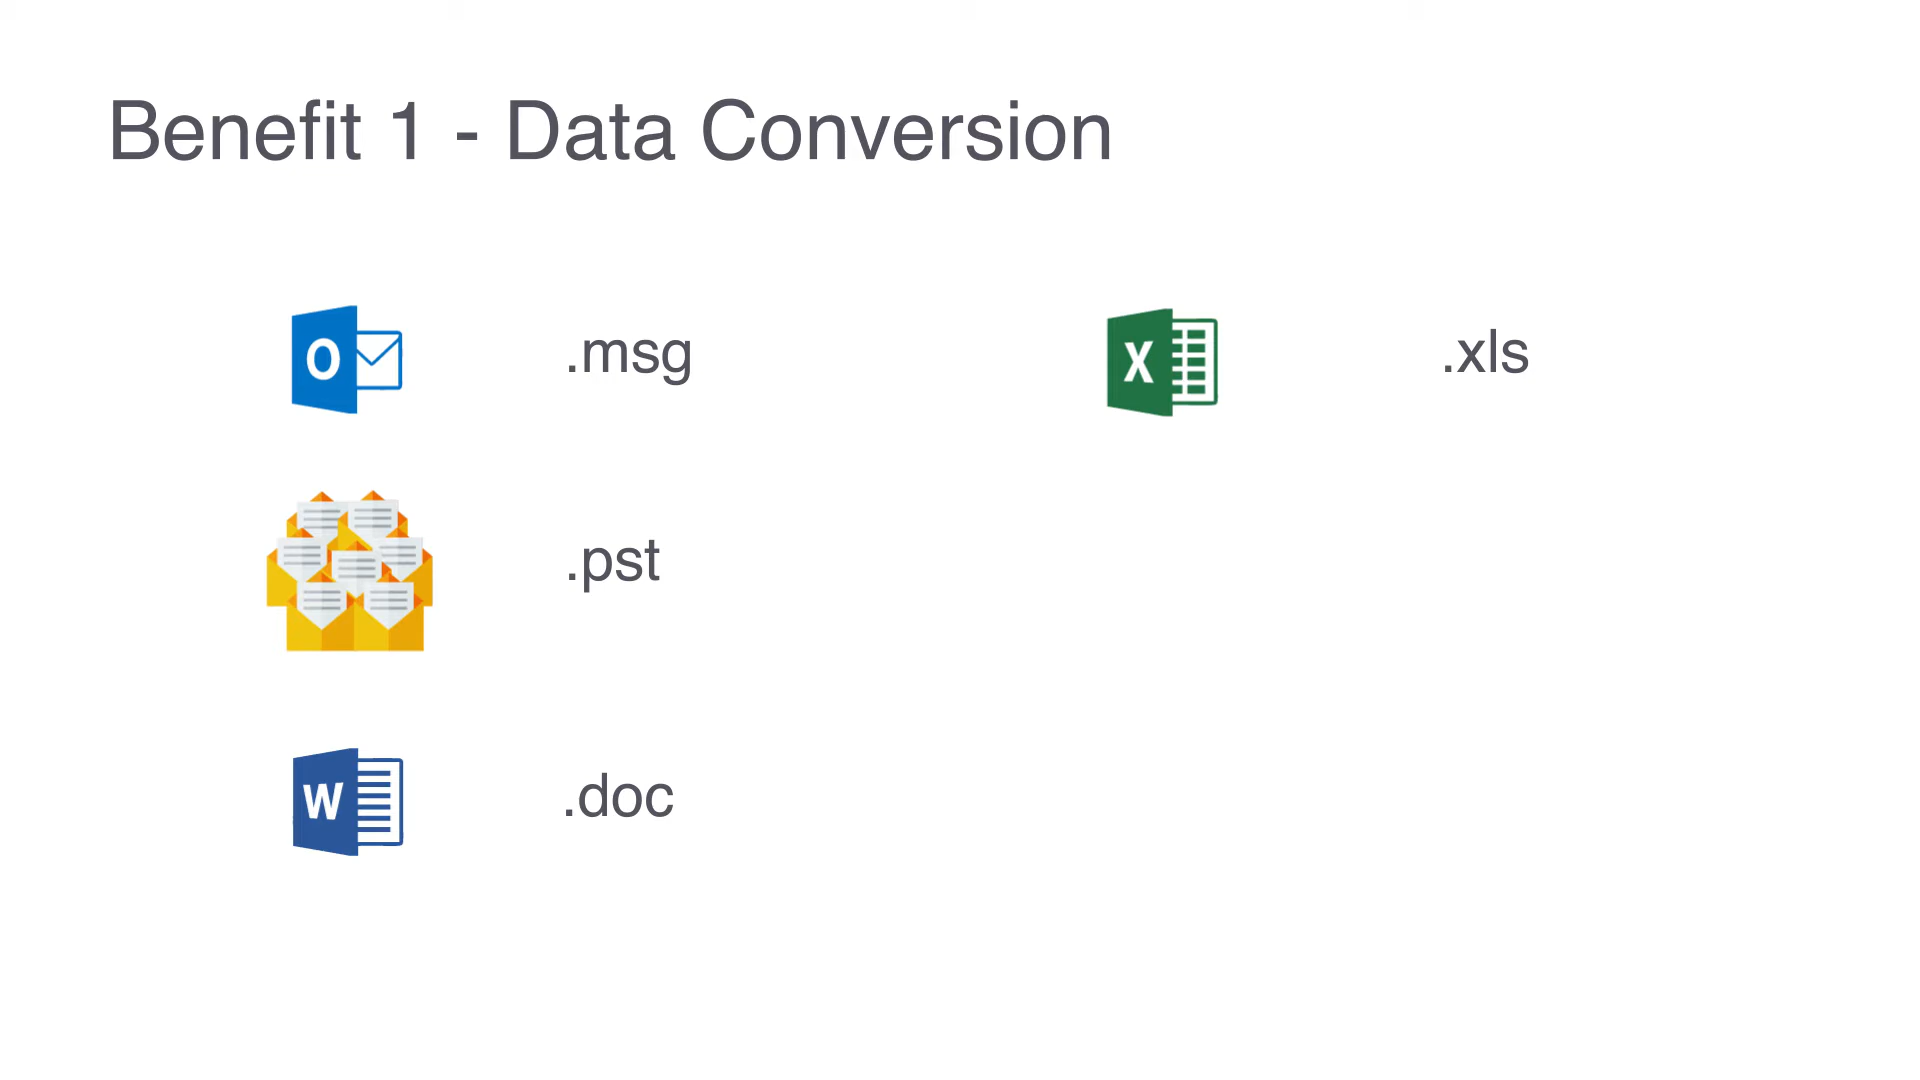 Benefit 1 - Data Conversion
O
.msg
X
.xls
.pst
W
.doc